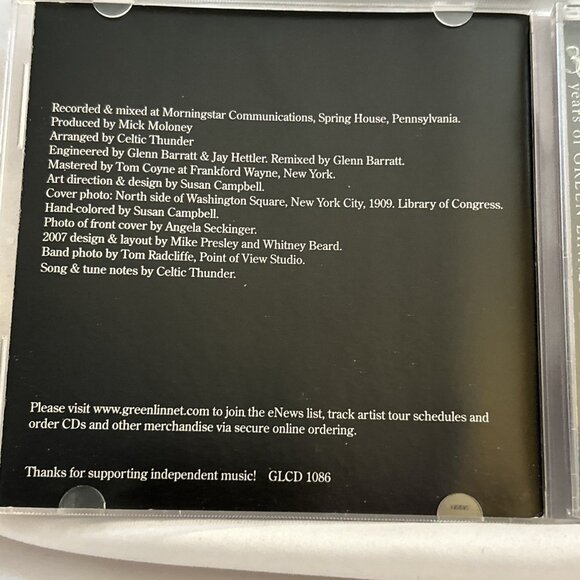 Recorded & mixed at Morningstar Communications, Spring House, Pennsylvania.
Produced by Mick Moloney
Arranged by Celtic Thunder
Engineered by Glenn Barratt & Jay Hettler. Remixed by Glenn Barratt.
Mastered by Tom Coyne at Frankford Wayne, New York.
Art direction & design by Susan Campbell.
Cover photo: North side of Washington Square, New York City, 1909. Library of Congress.
Hand-colored by Susan Campbell.
Photo of front cover by Angela Seckinger.
2007 design & layout by Mike Presley and Whitney Beard.
Band photo by Tom Radcliffe, Point of View Studio.
Song & tune notes by Celtic Thunder.
Please visit www.greenlinnet.com to join the eNews list, track artist tour schedules and
order CDs and other merchandise via secure online ordering.
Thanks for supporting independent music! GLCD 1086
years of GREEN